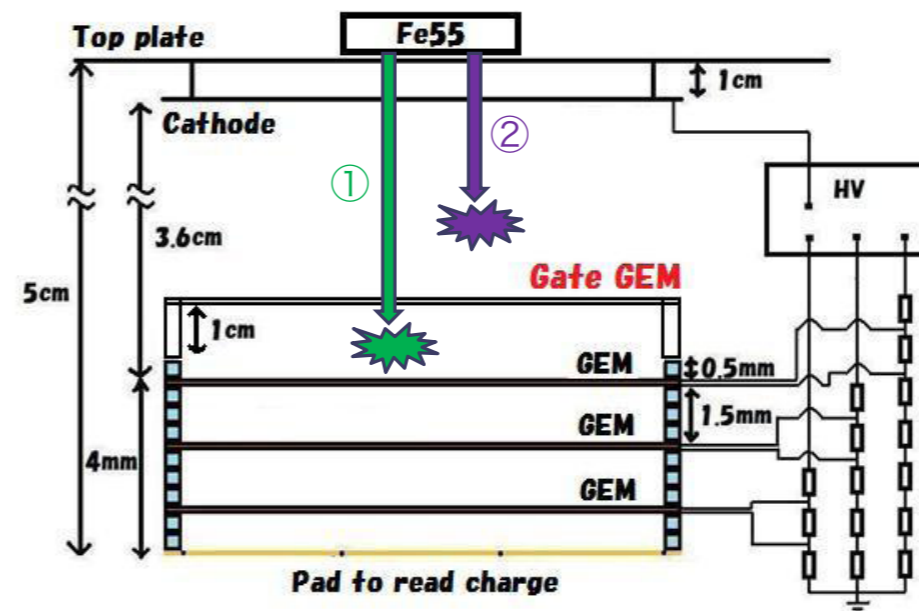 Fe55
Top plate
1cm
Cathode
②
①
HV
3.6cm
5cm
Gate GEM
1cm
GEM
0.5mm
1.5mm
GEM
4mm
GEM
Pad to read charge